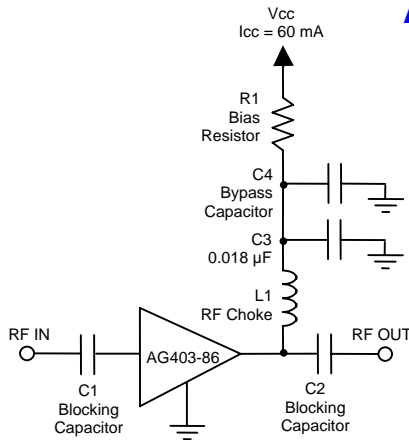 Vcc
Icc = 60 mA
R1
Bias
Resistor
C4
Bypass
Capacitor
C3
0.018 µF
L1
RF Choke
RF IN
AG403-86
RF OUT
C1
Blocking
Capacitor
C2
Blocking
Capacitor